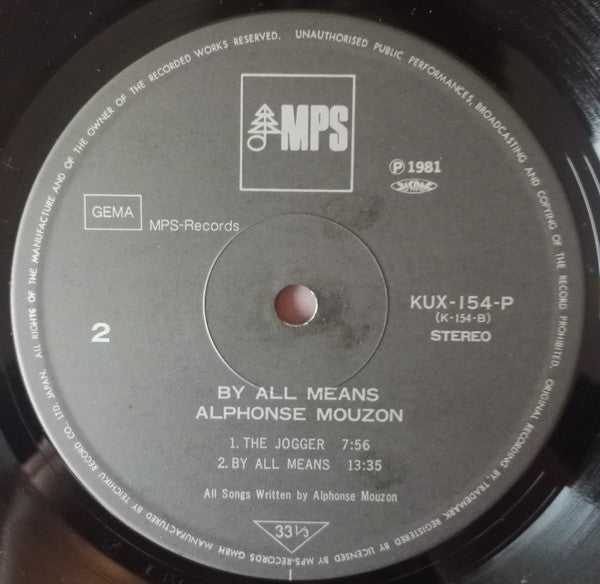 ALL RIGHTS OF THE MANUFACTURE AND OF THE OWNER OF THE RECORDED WORKS RESERVED. UNAUTHORISED PUBLIC PERFORMANCES, BROADCASTING AND COPYING OF THE RECORD PROHIBITED.
MPS
℗ 1981
JASRAC
GEMA
MPS-Records
KUX-154-P
(K-154-B)
2
STEREO
BY ALL MEANS
ALPHONSE MOUZON
1. THE JOGGER 7:56
2. BY ALL MEANS 13:35
All Songs Written by Alphonse Mouzon
33⅓
ORIGINAL RECORDING BY, TRADEMARK REGISTERED BY, LICENSED BY MPS-RECORDS GMBH MANUFACTURED BY TEICHIKU RECORD CO., LTD. JAPAN.